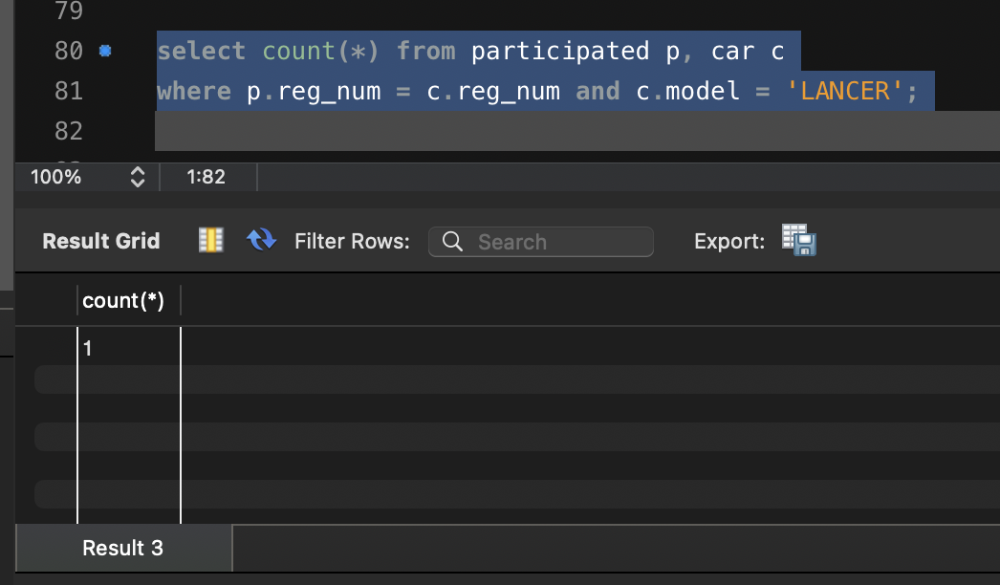 79
80 select count(*) from participated p, car c
81 where p.reg_num = c.reg_num and c.model = 'LANCER';
82
100% 1:82
Result Grid Filter Rows: Search Export:
count(*)
1
Result 3